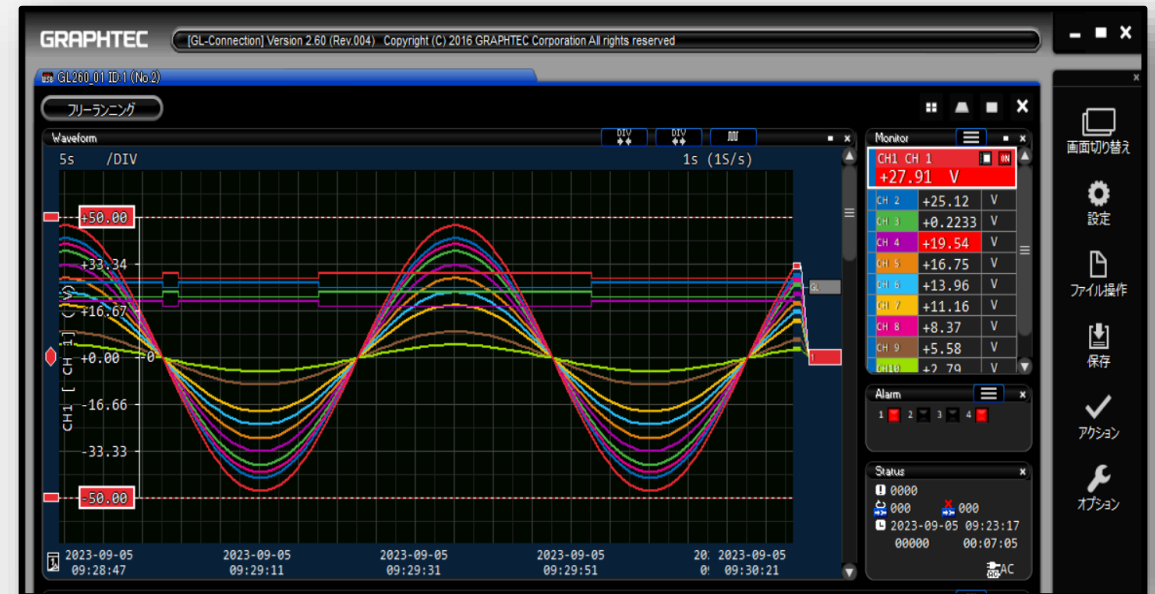 GRAPHTEC
[GL-Connection] Version 2.60 (Rev.004) Copyright (C) 2016 GRAPHTEC Corporation All rights reserved
GL260_01 ID:1 (No.2)
フリーランニング
Waveform
DIV
DIV
5s /DIV
1s (1S/s)
+50.00
+33.34
+16.67
+0.00
0
-16.66
-33.33
-50.00
CH1 [ CH 1] (V)
GL
1
2023-09-05
09:28:47
2023-09-05
09:29:11
2023-09-05
09:29:31
2023-09-05
09:29:51
2023-09-05
09:30:21
Monitor
CH1 CH 1 ON
+27.91 V
CH 2 +25.12 V
CH 3 +0.2233 V
CH 4 +19.54 V
CH 5 +16.75 V
CH 6 +13.96 V
CH 7 +11.16 V
CH 8 +8.37 V
CH 9 +5.58 V
CH10 +2.79 V
Alarm
1 2 3 4
Status
0000
000 000
2023-09-05 09:23:17
00000 00:07:05
AC
画面切り替え
設定
ファイル操作
保存
アクション
オプション